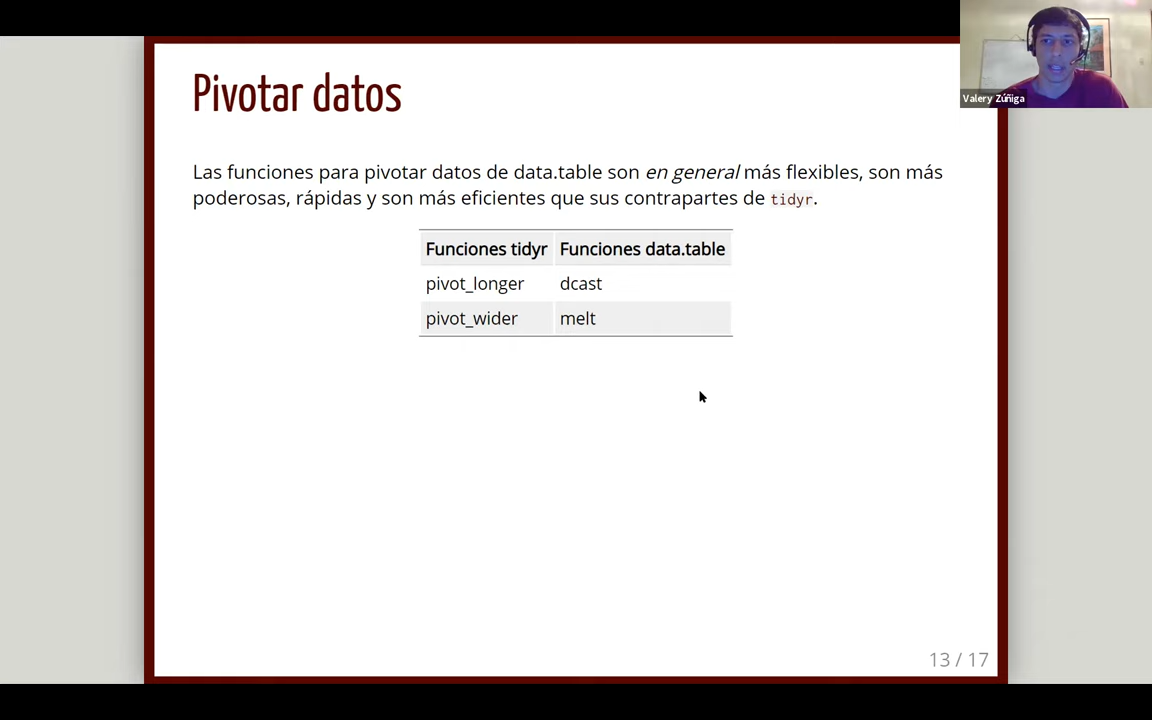 Pivotar datos
Valery Zúñiga
Las funciones para pivotar datos de data.table son en general más flexibles, son más
poderosas, rápidas y son más eficientes que sus contrapartes de tidyr.
Funciones tidyr Funciones data.table
pivot_longer dcast
pivot_wider melt
13 / 17